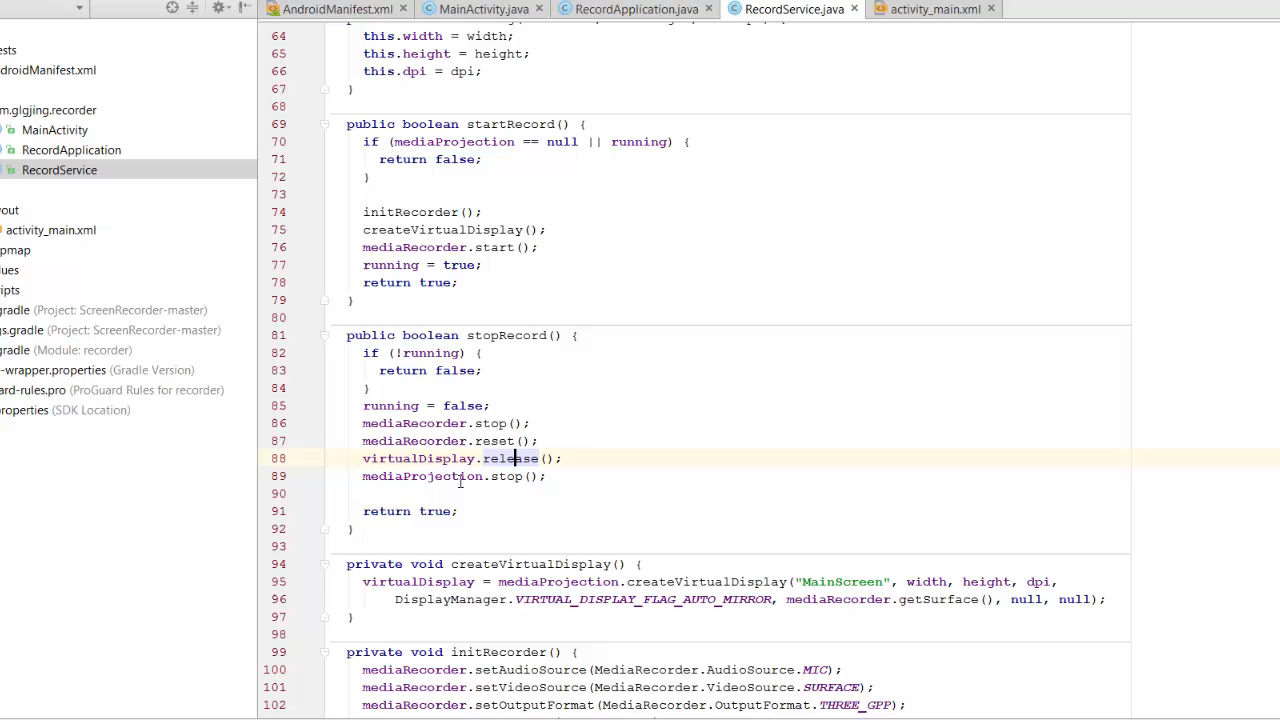 AndroidManifest.xml MainActivity.java RecordApplication.java RecordService.java activity_main.xml
ests
droidManifest.xml
m.glgjing.recorder
MainActivity
RecordApplication
RecordService
yout
activity_main.xml
pmap
lues
ripts
gradle (Project: ScreenRecorder-master)
gs.gradle (Project: ScreenRecorder-master)
gradle (Module: recorder)
-wrapper.properties (Gradle Version)
ard-rules.pro (ProGuard Rules for recorder)
properties (SDK Location)
64 this.width = width;
65 this.height = height;
66 this.dpi = dpi;
67 }
68
69 public boolean startRecord() {
70 if (mediaProjection == null || running) {
71 return false;
72 }
73
74 initRecorder();
75 createVirtualDisplay();
76 mediaRecorder.start();
77 running = true;
78 return true;
79 }
80
81 public boolean stopRecord() {
82 if (!running) {
83 return false;
84 }
85 running = false;
86 mediaRecorder.stop();
87 mediaRecorder.reset();
88 virtualDisplay.release();
89 mediaProjection.stop();
90
91 return true;
92 }
93
94 private void createVirtualDisplay() {
95 virtualDisplay = mediaProjection.createVirtualDisplay("MainScreen", width, height, dpi,
96 DisplayManager.VIRTUAL_DISPLAY_FLAG_AUTO_MIRROR, mediaRecorder.getSurface(), null, null);
97 }
98
99 private void initRecorder() {
100 mediaRecorder.setAudioSource(MediaRecorder.AudioSource.MIC);
101 mediaRecorder.setVideoSource(MediaRecorder.VideoSource.SURFACE);
102 mediaRecorder.setOutputFormat(MediaRecorder.OutputFormat.THREE_GPP);